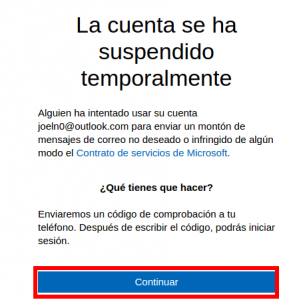 La cuenta se ha
suspendido
temporalmente
Alguien ha intentado usar su cuenta
joeln0@outlook.com para enviar un montón de
mensajes de correo no deseado o infringido de algún
modo el Contrato de servicios de Microsoft.
¿Qué tienes que hacer?
Enviaremos un código de comprobación a tu
teléfono. Después de escribir el código, podrás iniciar
sesión.
Continuar